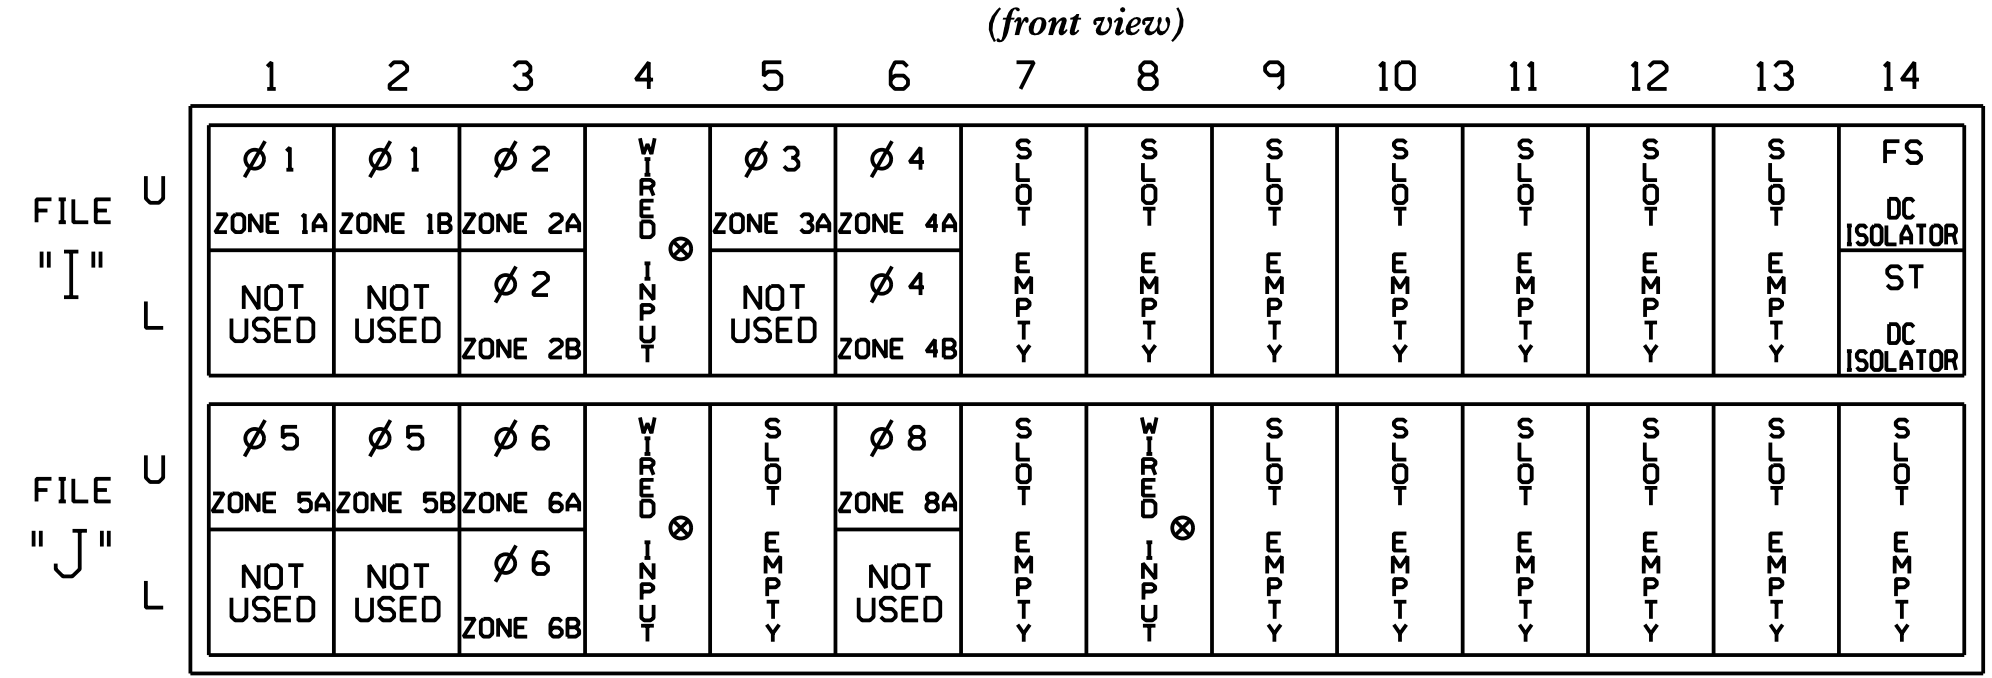 (front view)
1 2 3 4 5 6 7 8 9 10 11 12 13 14
FILE "I"
U
L
Ø 1
ZONE 1A
NOT
USED
Ø 1
ZONE 1B
NOT
USED
Ø 2
ZONE 2A
Ø 2
ZONE 2B
WIRED INPUT ⊗
Ø 3
ZONE 3A
NOT
USED
Ø 4
ZONE 4A
Ø 4
ZONE 4B
SLOT EMPTY
SLOT EMPTY
SLOT EMPTY
SLOT EMPTY
SLOT EMPTY
SLOT EMPTY
SLOT EMPTY
FS
DC
ISOLATOR
ST
DC
ISOLATOR
FILE "J"
U
L
Ø 5
ZONE 5A
NOT
USED
Ø 5
ZONE 5B
NOT
USED
Ø 6
ZONE 6A
Ø 6
ZONE 6B
WIRED INPUT ⊗
SLOT EMPTY
Ø 8
ZONE 8A
NOT
USED
SLOT EMPTY
WIRED INPUT ⊗
SLOT EMPTY
SLOT EMPTY
SLOT EMPTY
SLOT EMPTY
SLOT EMPTY
SLOT EMPTY